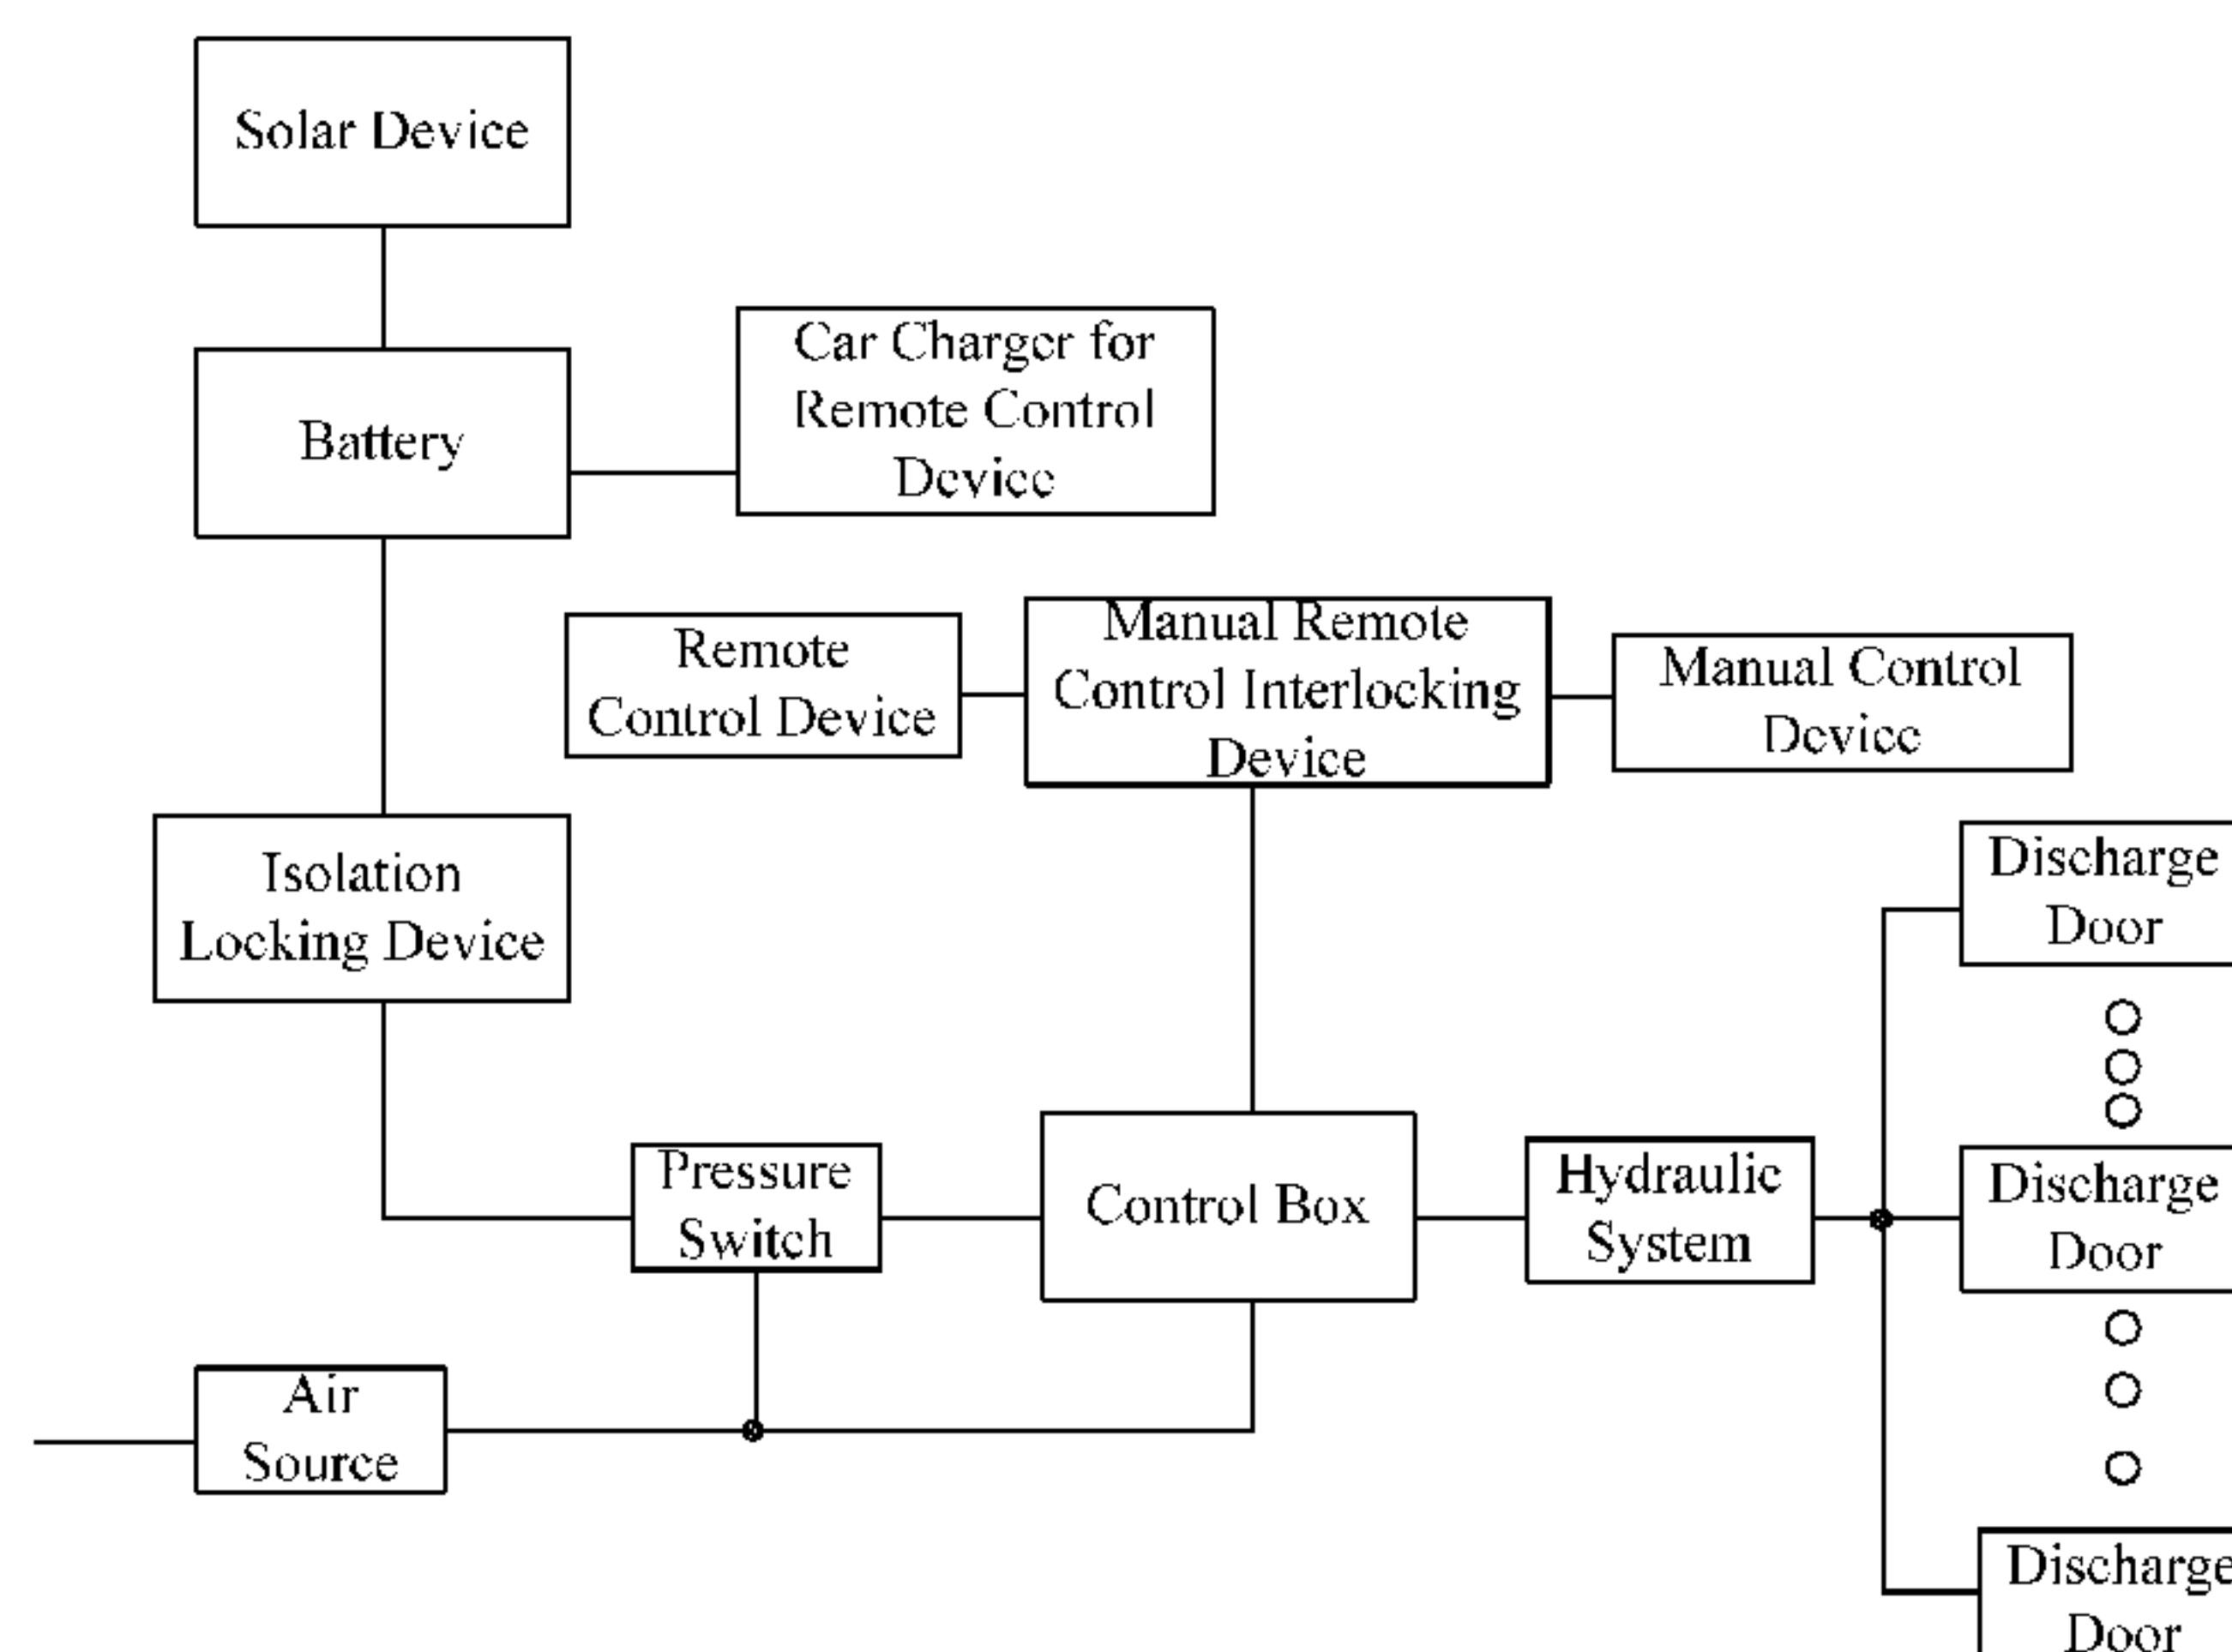 Solar Device
Battery
Car Charger for
Remote Control
Device
Remote
Control Device
Manual Remote
Control Interlocking
Device
Manual Control
Device
Isolation
Locking Device
Discharge
Door
Pressure
Switch
Control Box
Hydraulic
System
Discharge
Door
Air
Source
Discharge
Door